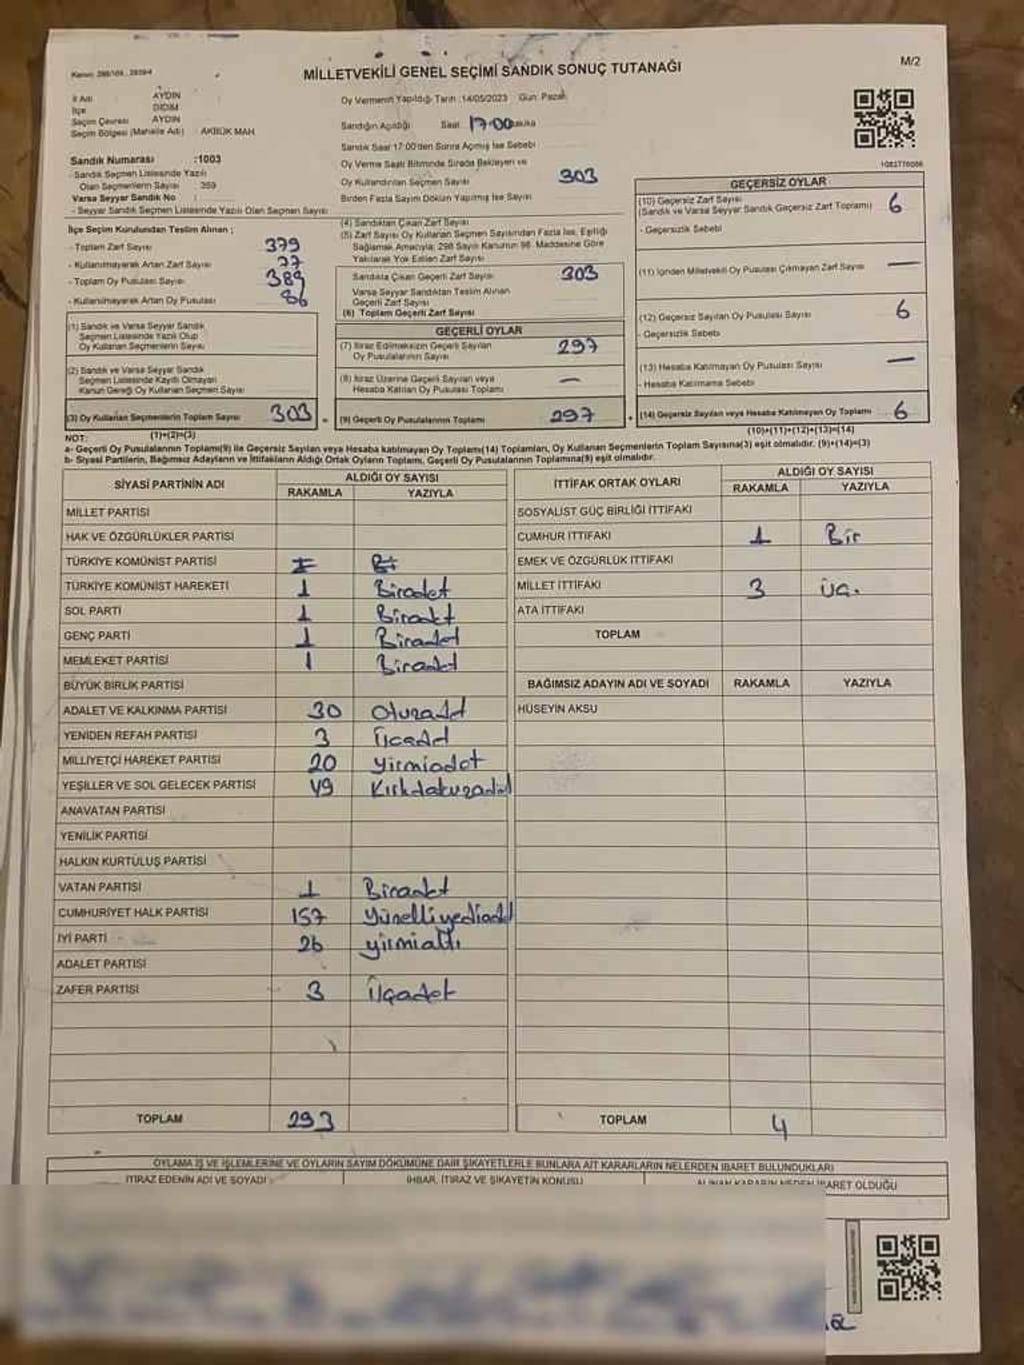 MİLLETVEKİLİ GENEL SEÇİMİ SANDIK SONUÇ TUTANAĞI
M/2
İl Adı AYDIN
İlçe DİDİM
Seçim Çevresi AYDIN
Seçim Bölgesi (Mahalle Adı) AKBÜK MAH.
Sandık Numarası :1003
- Sandık Seçmen Listesinde Yazılı
Olan Seçmenlerin Sayısı : 359
Varsa Seyyar Sandık No
- Seyyar Sandık Seçmen Listesinde Yazılı Olan Seçmen Sayısı
İlçe Seçim Kurulundan Teslim Alınan ;
- Toplam Zarf Sayısı 379
- Kullanılmayarak Artan Zarf Sayısı 77
- Toplam Oy Pusulası Sayısı 389
- Kullanılmayarak Artan Oy Pusulası 86
(1) Sandık ve Varsa Seyyar Sandık
Seçmen Listesinde Yazılı Olup
Oy Kullanan Seçmenlerin Sayısı
(2) Sandık ve Varsa Seyyar Sandık
Seçmen Listesinde Kayıtlı Olmayan
Kanun Gereği Oy Kullanan Seçmen Sayısı
(3) Oy Kullanan Seçmenlerin Toplam Sayısı 303
(1)+(2)=(3)
Oy Vermenin Yapıldığı Tarih :14/05/2023 Gün: Pazar
Sandığın Açıldığı Saat 17:00 Dakika
Sandık Saat 17:00'den Sonra Açılmış İse Sebebi
Oy Verme Saati Bitiminde Sırada Bekleyen ve
Oy Kullandırılan Seçmen Sayısı 303
Birden Fazla Sayım Döküm Yapılmış İse Sayısı
(4) Sandıktan Çıkan Zarf Sayısı
(5) Zarf Sayısı Oy Kullanan Seçmen Sayısından Fazla İse, Eşitliği
Sağlamak Amacıyla, 298 Sayılı Kanunun 98. Maddesine Göre
Yakılarak Yok Edilen Zarf Sayısı
Sandıkta Çıkan Geçerli Zarf Sayısı 303
Varsa Seyyar Sandıktan Teslim Alınan
Geçerli Zarf Sayısı
(6) Toplam Geçerli Zarf Sayısı
GEÇERLİ OYLAR
(7) İtiraz Edilmeksizin Geçerli Sayılan
Oy Pusulalarının Sayısı 297
(8) İtiraz Üzerine Geçerli Sayılan veya
Hesaba Katılan Oy Pusulası Toplamı —
(9) Geçerli Oy Pusulalarının Toplamı 297
1082776066
GEÇERSİZ OYLAR
(10) Geçersiz Zarf Sayısı
(Sandık ve Varsa Seyyar Sandık Geçersiz Zarf Toplamı) 6
- Geçersizlik Sebebi
(11) İçinden Milletvekili Oy Pusulası Çıkmayan Zarf Sayısı —
(12) Geçersiz Sayılan Oy Pusulası Sayısı 6
- Geçersizlik Sebebi
(13) Hesaba Katılmayan Oy Pusulası Sayısı —
- Hesaba Katılmama Sebebi
(14) Geçersiz Sayılan veya Hesaba Katılmayan Oy Toplamı 6
(10)+(11)+(12)+(13)=(14)
NOT:
a- Geçerli Oy Pusulalarının Toplamı(9) ile Geçersiz Sayılan veya Hesaba katılmayan Oy Toplamı(14) Toplamları, Oy Kullanan Seçmenlerin Toplam Sayısına(3) eşit olmalıdır. (9)+(14)=(3)
b- Siyasi Partilerin, Bağımsız Adayların ve İttifakların Aldığı Ortak Oyların Toplamı, Geçerli Oy Pusulalarının Toplamına(9) eşit olmalıdır.
SİYASİ PARTİNİN ADI ALDIĞI OY SAYISI
RAKAMLA YAZIYLA
MİLLET PARTİSİ
HAK VE ÖZGÜRLÜKLER PARTİSİ
TÜRKİYE KOMÜNİST PARTİSİ
TÜRKİYE KOMÜNİST HAREKETİ 1 Biradet
SOL PARTİ 1 Biradet
GENÇ PARTİ 1 Biradet
MEMLEKET PARTİSİ 1 Biradet
BÜYÜK BİRLİK PARTİSİ
ADALET VE KALKINMA PARTİSİ 30 Otuzadet
YENİDEN REFAH PARTİSİ 3 Üçadet
MİLLİYETÇİ HAREKET PARTİSİ 20 Yirmiadet
YEŞİLLER VE SOL GELECEK PARTİSİ 49 Kırkdokuzadet
ANAVATAN PARTİSİ
YENİLİK PARTİSİ
HALKIN KURTULUŞ PARTİSİ
VATAN PARTİSİ 1 Biradet
CUMHURİYET HALK PARTİSİ 157 Yüzelliyediadet
İYİ PARTİ 26 yirmialtı
ADALET PARTİSİ
ZAFER PARTİSİ 3 Üçadet
TOPLAM 293
İTTİFAK ORTAK OYLARI ALDIĞI OY SAYISI
RAKAMLA YAZIYLA
SOSYALİST GÜÇ BİRLİĞİ İTTİFAKI
CUMHUR İTTİFAKI 1 Bir
EMEK VE ÖZGÜRLÜK İTTİFAKI
MİLLET İTTİFAKI 3 Üç.
ATA İTTİFAKI
TOPLAM
BAĞIMSIZ ADAYIN ADI VE SOYADI RAKAMLA YAZIYLA
HÜSEYİN AKSU
TOPLAM 4
OYLAMA İŞ VE İŞLEMLERİNE VE OYLARIN SAYIM DÖKÜMÜNE DAİR ŞİKAYETLERLE BUNLARA AİT KARARLARIN NELERDEN İBARET BULUNDUKLARI
İTİRAZ EDENİN ADI VE SOYADI İHBAR, İTİRAZ VE ŞİKAYETİN KONUSU ALINAN KARARIN NEDEN İBARET OLDUĞU